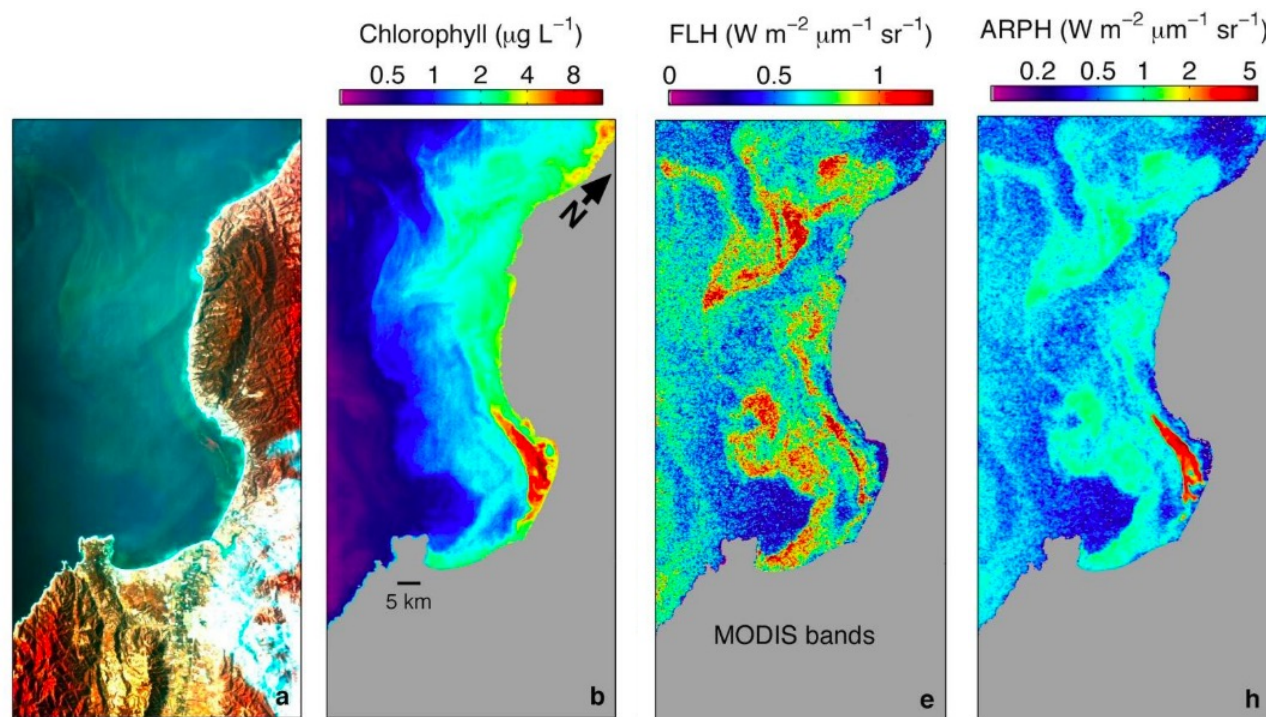 Chlorophyll (μg L⁻¹)
0.5 1 2 4 8
FLH (W m⁻² μm⁻¹ sr⁻¹)
0 0.5 1
ARPH (W m⁻² μm⁻¹ sr⁻¹)
0.2 0.5 1 2 5
N
5 km
MODIS bands
a
b
e
h